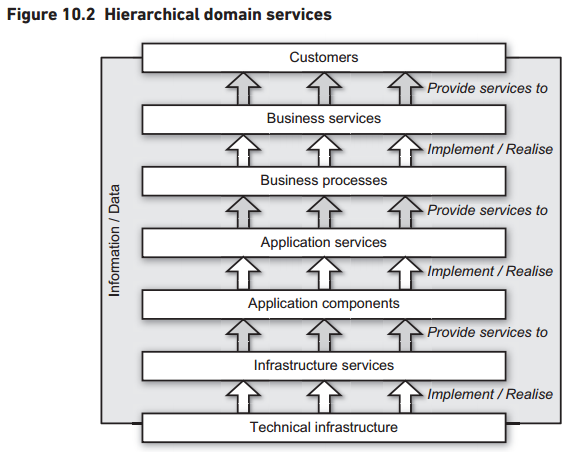 Figure 10.2 Hierarchical domain services
Customers
Provide services to
Business services
Implement / Realise
Business processes
Provide services to
Information / Data
Application services
Implement / Realise
Application components
Provide services to
Infrastructure services
Implement / Realise
Technical infrastructure